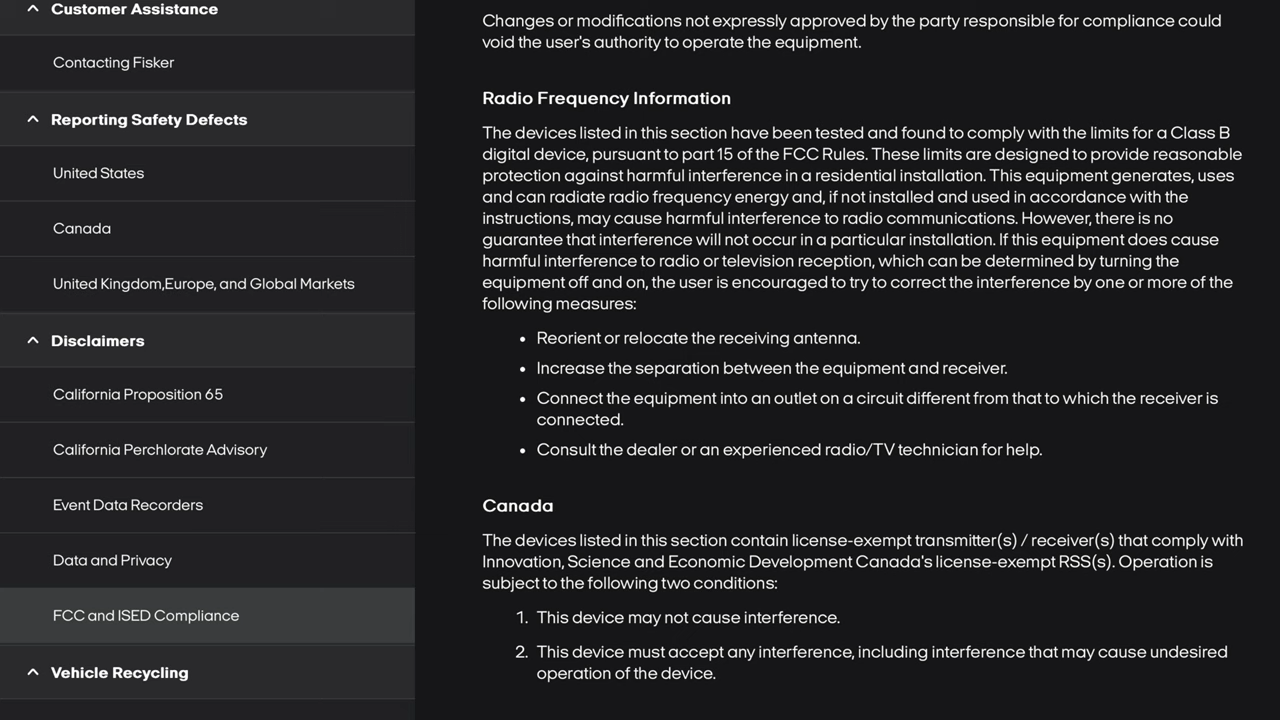 Customer Assistance
Contacting Fisker
Reporting Safety Defects
United States
Canada
United Kingdom,Europe, and Global Markets
Disclaimers
California Proposition 65
California Perchlorate Advisory
Event Data Recorders
Data and Privacy
FCC and ISED Compliance
Vehicle Recycling
Changes or modifications not expressly approved by the party responsible for compliance could
void the user's authority to operate the equipment.
Radio Frequency Information
The devices listed in this section have been tested and found to comply with the limits for a Class B
digital device, pursuant to part 15 of the FCC Rules. These limits are designed to provide reasonable
protection against harmful interference in a residential installation. This equipment generates, uses
and can radiate radio frequency energy and, if not installed and used in accordance with the
instructions, may cause harmful interference to radio communications. However, there is no
guarantee that interference will not occur in a particular installation. If this equipment does cause
harmful interference to radio or television reception, which can be determined by turning the
equipment off and on, the user is encouraged to try to correct the interference by one or more of the
following measures:
• Reorient or relocate the receiving antenna.
• Increase the separation between the equipment and receiver.
• Connect the equipment into an outlet on a circuit different from that to which the receiver is
connected.
• Consult the dealer or an experienced radio/TV technician for help.
Canada
The devices listed in this section contain license-exempt transmitter(s) / receiver(s) that comply with
Innovation, Science and Economic Development Canada's license-exempt RSS(s). Operation is
subject to the following two conditions:
1. This device may not cause interference.
2. This device must accept any interference, including interference that may cause undesired
operation of the device.